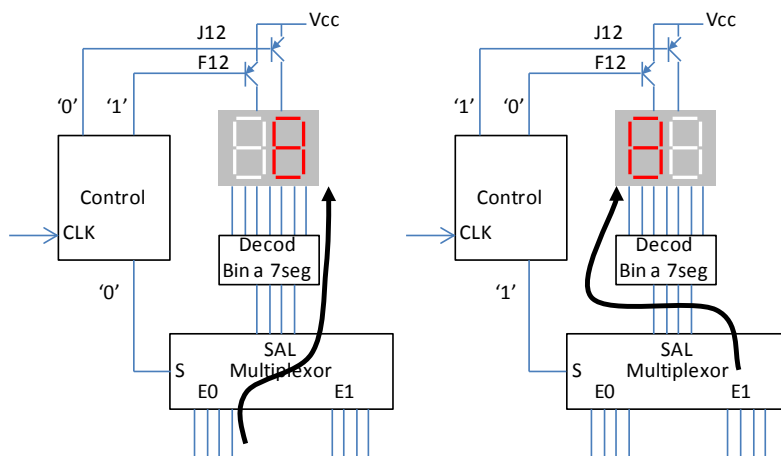 Vcc
J12
F12
‘0’ ‘1’
Control
CLK
Decod
Bin a 7seg
‘0’
SAL
S Multiplexor
E0 E1
Vcc
J12
F12
‘1’ ‘0’
Control
CLK
Decod
Bin a 7seg
‘1’
SAL
S Multiplexor
E0 E1